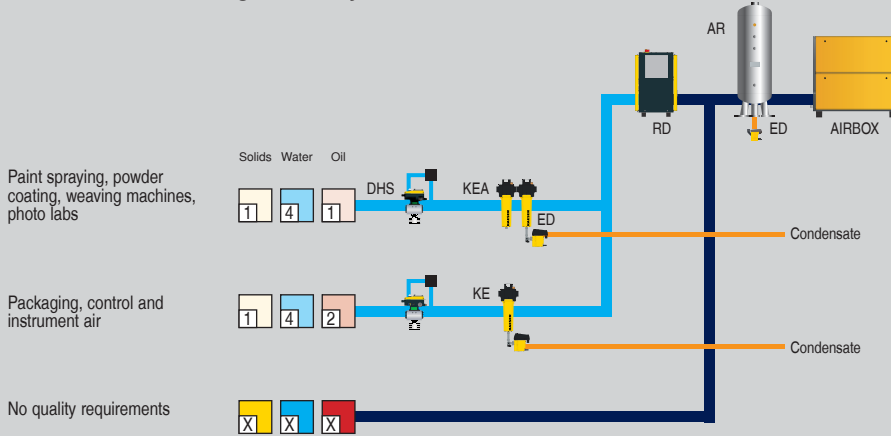 AR
RD
ED
AIRBOX
Solids Water Oil
Paint spraying, powder
coating, weaving machines,
photo labs
1 4 1
DHS
KEA
ED
Condensate
Packaging, control and
instrument air
1 4 2
KE
Condensate
No quality requirements
X X X